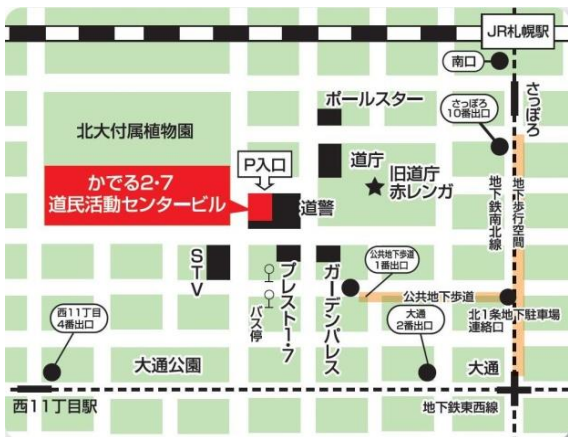 JR札幌駅
南口
ポールスター
さっぽろ
10番出口
さっぽろ
北大付属植物園
P入口
道庁
旧道庁
赤レンガ
かでる2・7
道民活動センタービル
道警
地下鉄南北線
地下歩行空間
STV
バス停
プレスト1・7
ガーデンパレス
公共地下歩道
1番出口
公共地下歩道
北1条地下駐車場
連絡口
西11丁目
4番出口
大通公園
大通
2番出口
大通
西11丁目駅
地下鉄東西線